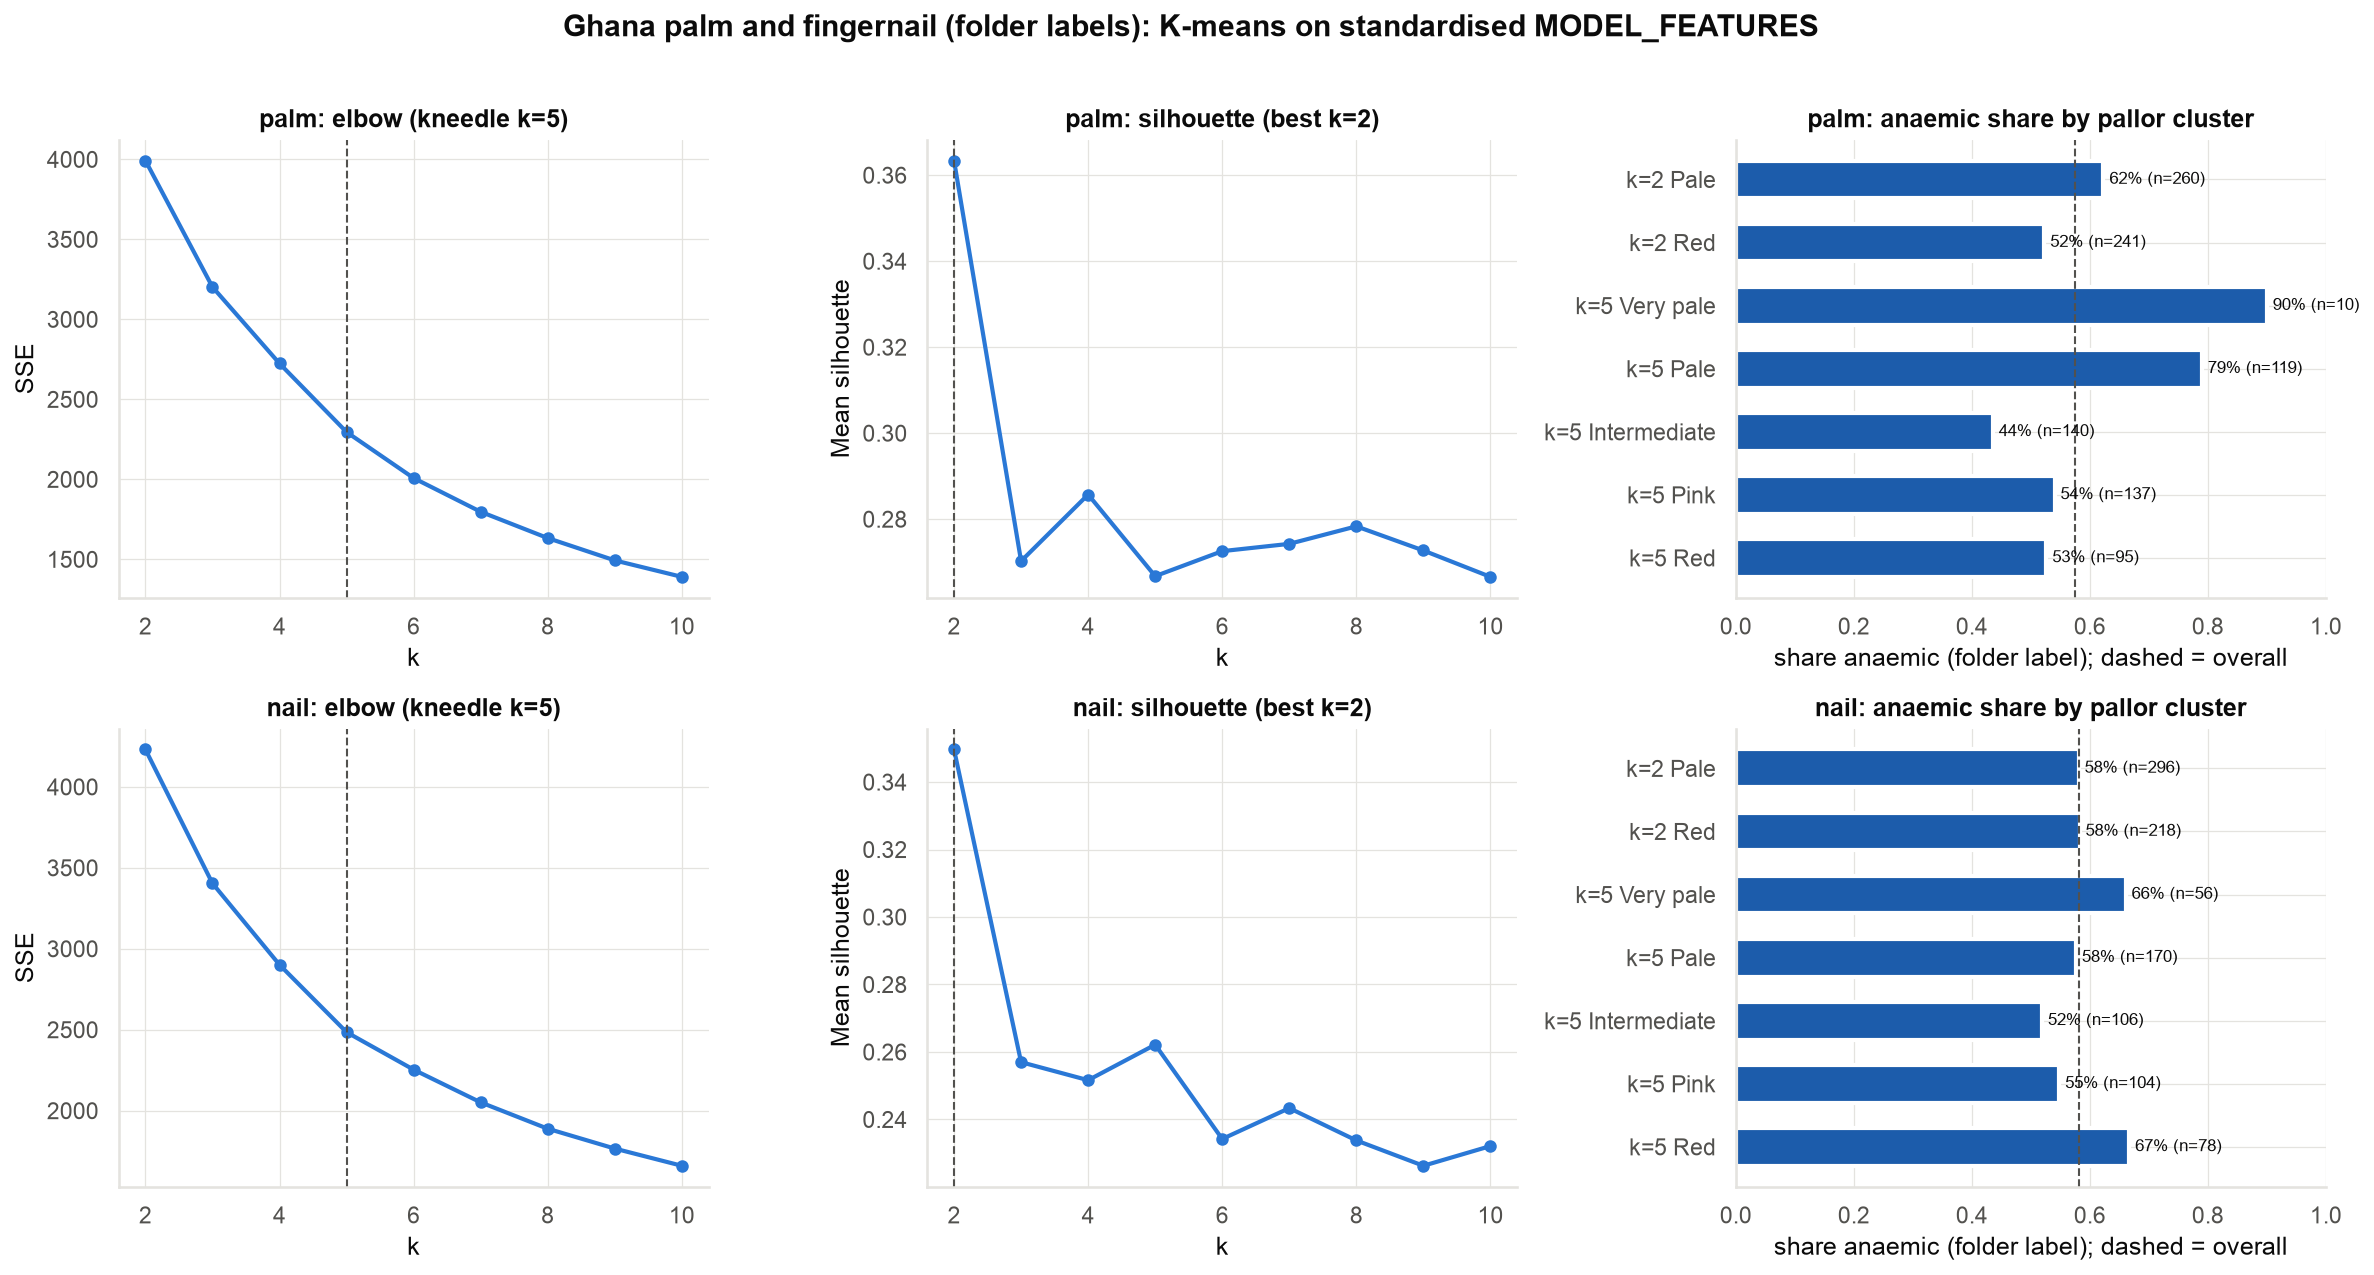 Ghana palm and fingernail (folder labels): K-means on standardised MODEL_FEATURES
palm: elbow (kneedle k=5)
4000
3500
3000
2500
2000
1500
SSE
2 4 6 8 10
k
palm: silhouette (best k=2)
0.36
0.34
0.32
0.30
0.28
Mean silhouette
2 4 6 8 10
k
palm: anaemic share by pallor cluster
k=2 Pale 62% (n=260)
k=2 Red 52% (n=241)
k=5 Very pale 90% (n=10)
k=5 Pale 79% (n=119)
k=5 Intermediate 44% (n=140)
k=5 Pink 54% (n=137)
k=5 Red 53% (n=95)
0.0 0.2 0.4 0.6 0.8 1.0
share anaemic (folder label); dashed = overall
nail: elbow (kneedle k=5)
4000
3500
3000
2500
2000
SSE
2 4 6 8 10
k
nail: silhouette (best k=2)
0.34
0.32
0.30
0.28
0.26
0.24
Mean silhouette
2 4 6 8 10
k
nail: anaemic share by pallor cluster
k=2 Pale 58% (n=296)
k=2 Red 58% (n=218)
k=5 Very pale 66% (n=56)
k=5 Pale 58% (n=170)
k=5 Intermediate 52% (n=106)
k=5 Pink 55% (n=104)
k=5 Red 67% (n=78)
0.0 0.2 0.4 0.6 0.8 1.0
share anaemic (folder label); dashed = overall